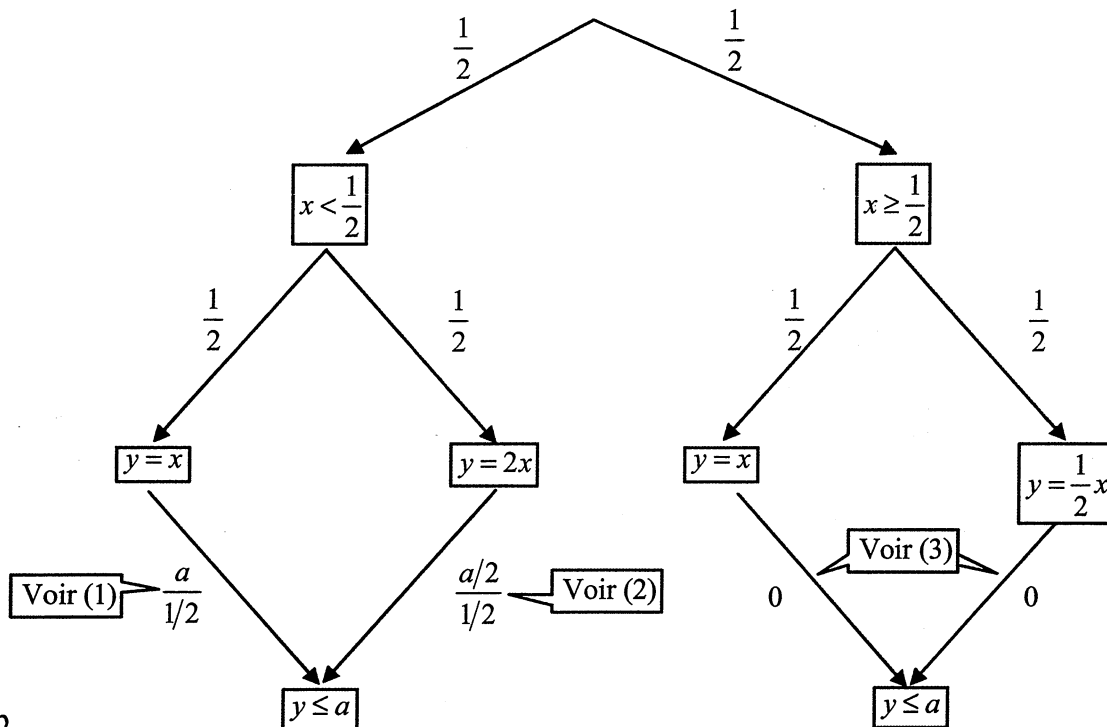 1/2 1/2
x < 1/2 x ≥ 1/2
1/2 1/2 1/2 1/2
y = x y = 2x y = x y = 1/2 x
Voir (1) a/(1/2) (a/2)/(1/2) Voir (2) 0 Voir (3) 0
y ≤ a y ≤ a